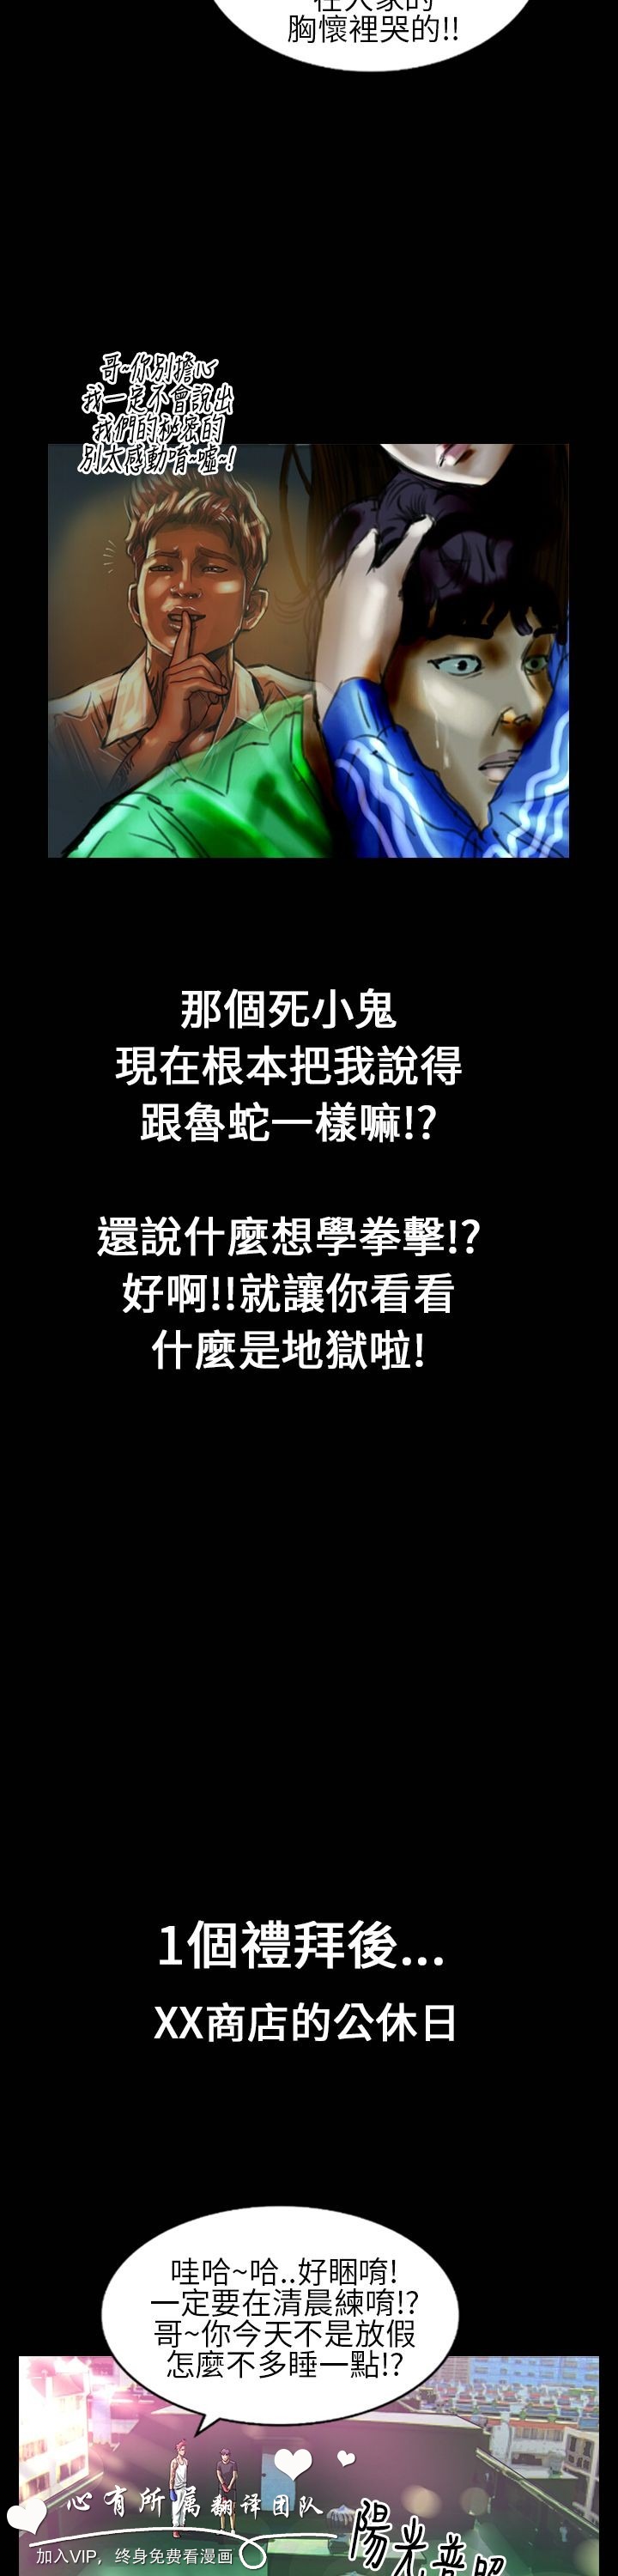 在大家的
胸懷裡哭的!!
哥~你別擔心
我一定不會說出
我們的秘密的
別太感動唷~噓~!
那個死小鬼
現在根本把我說得
跟魯蛇一樣嘛!?
還說什麼想學拳擊!?
好啊!!就讓你看看
什麼是地獄啦!
1個禮拜後...
XX商店的公休日
哇哈~哈..好睏唷!
一定要在清晨練唷!?
哥~你今天不是放假
怎麼不多睡一點!?
陽光普照
心有所属翻译团队
加入VIP，终身免费看漫画